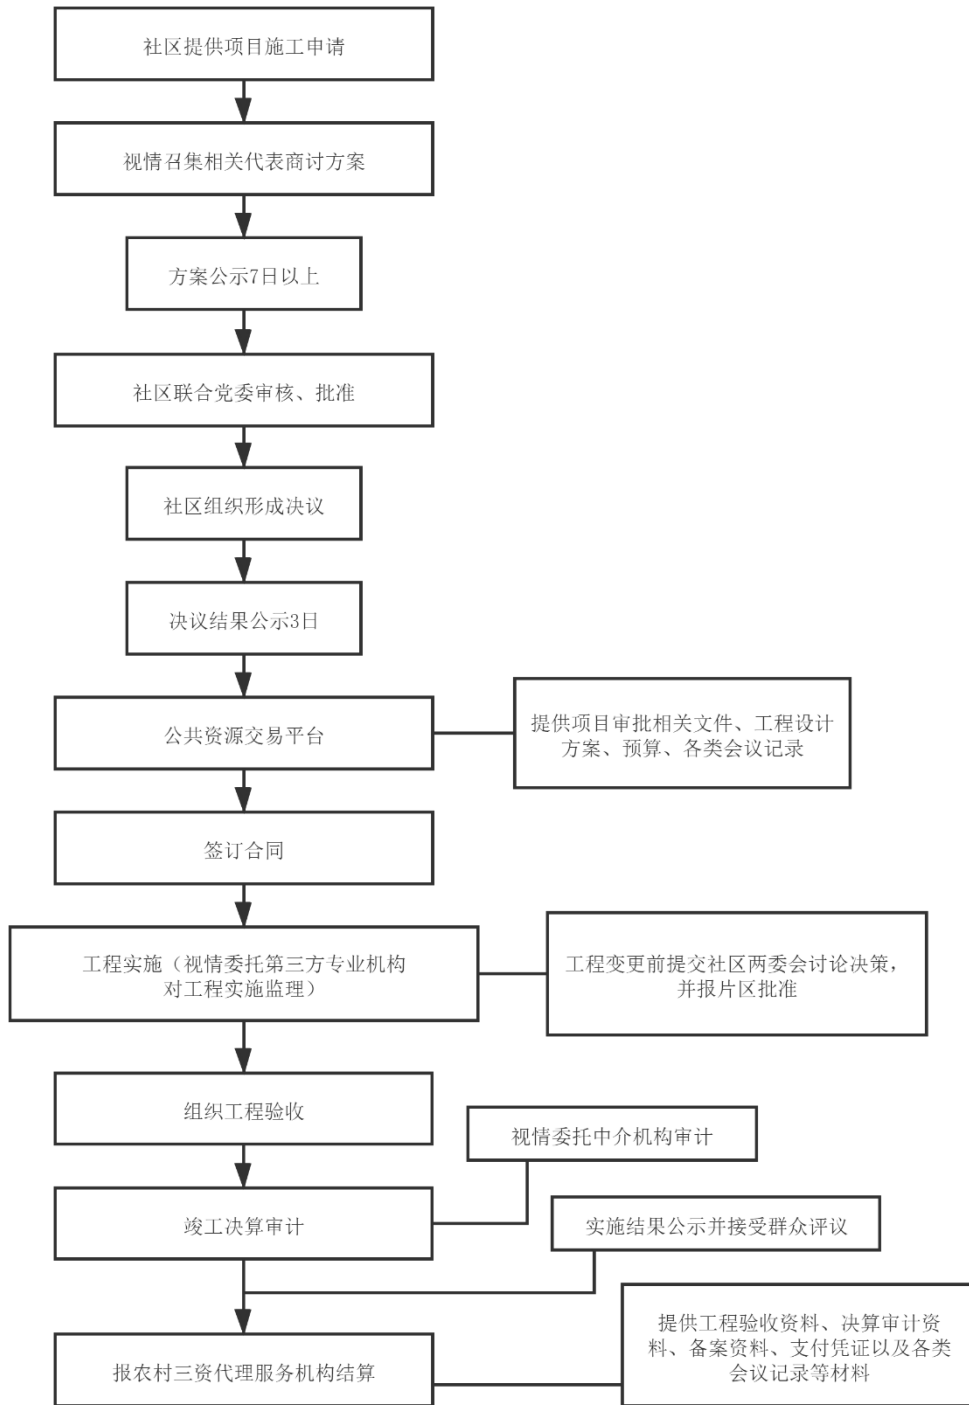 社区提供项目施工申请
视情召集相关代表商讨方案
方案公示7日以上
社区联合党委审核、批准
社区组织形成决议
决议结果公示3日
公共资源交易平台
提供项目审批相关文件、工程设计
方案、预算、各类会议记录
签订合同
工程实施（视情委托第三方专业机构
对工程实施监理）
工程变更前提交社区两委会讨论决策，
并报片区批准
组织工程验收
视情委托中介机构审计
竣工决算审计
实施结果公示并接受群众评议
报农村三资代理服务机构结算
提供工程验收资料、决算审计资
料、备案资料、支付凭证以及各类
会议记录等材料